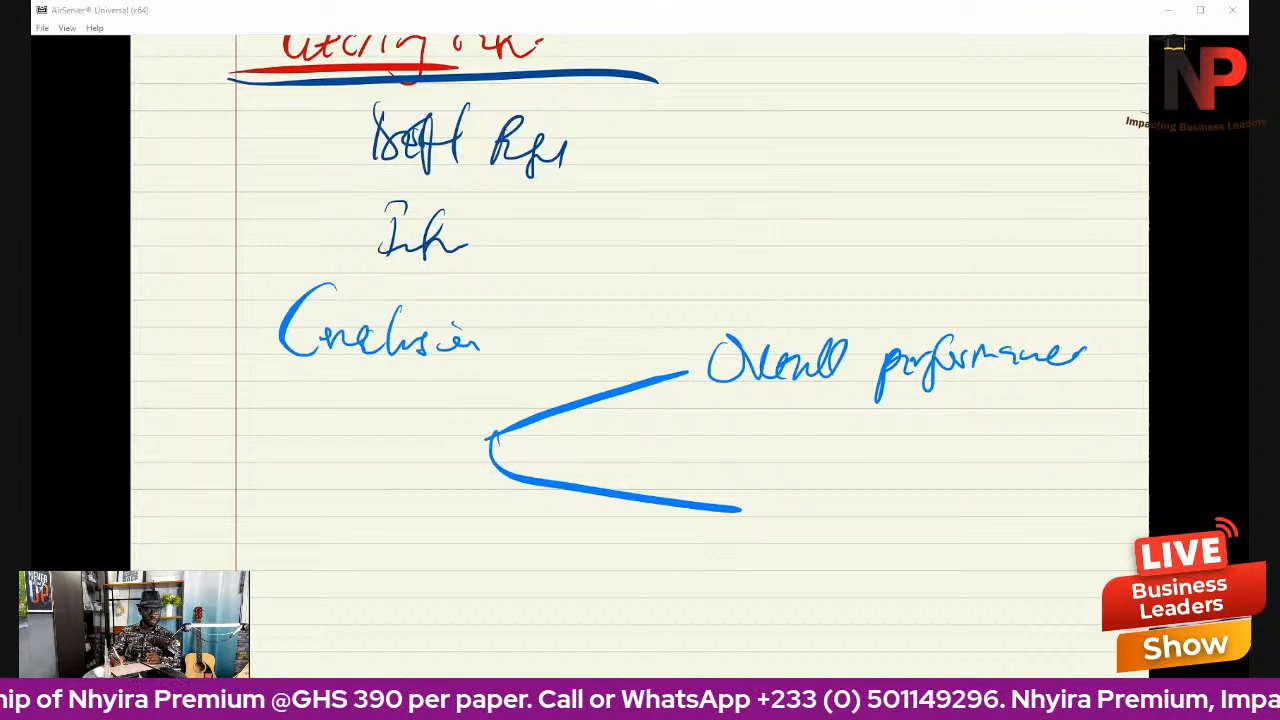 AirServer® Universal (x64)
File View Help
NP
Impacting Business Leaders
Conclusion
Overall performance
LIVE
Business
Leaders
Show
hip of Nhyira Premium @GHS 390 per paper. Call or WhatsApp +233 (0) 501149296. Nhyira Premium, Impa